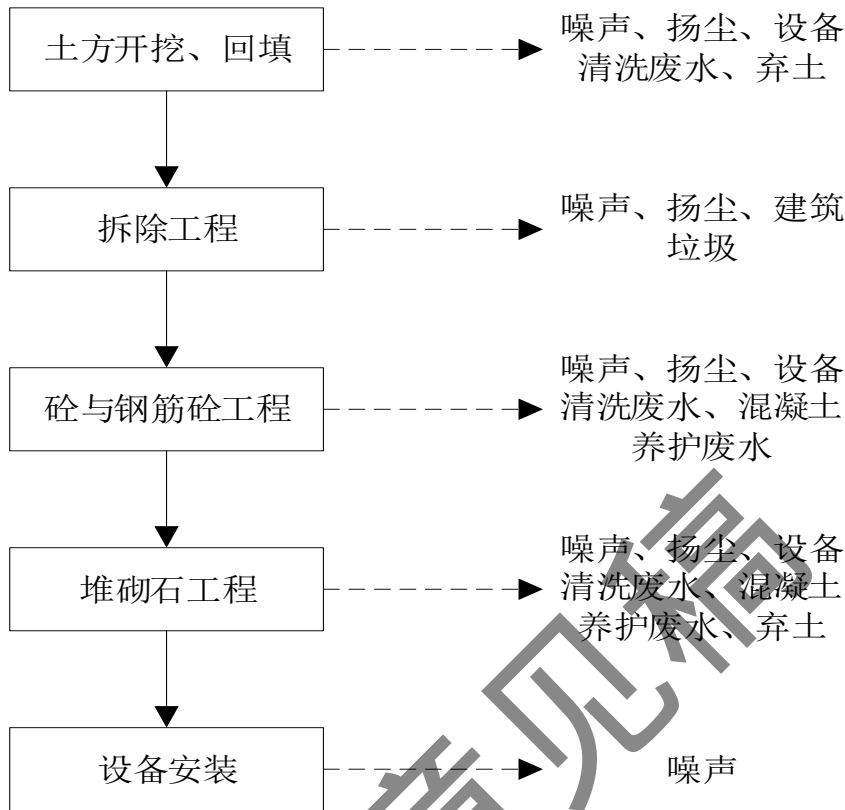 土方开挖、回填
噪声、扬尘、设备
清洗废水、弃土
拆除工程
噪声、扬尘、建筑
垃圾
砼与钢筋砼工程
噪声、扬尘、设备
清洗废水、混凝土
养护废水
堆砌石工程
噪声、扬尘、设备
清洗废水、混凝土
养护废水、弃土
设备安装
噪声
意见稿